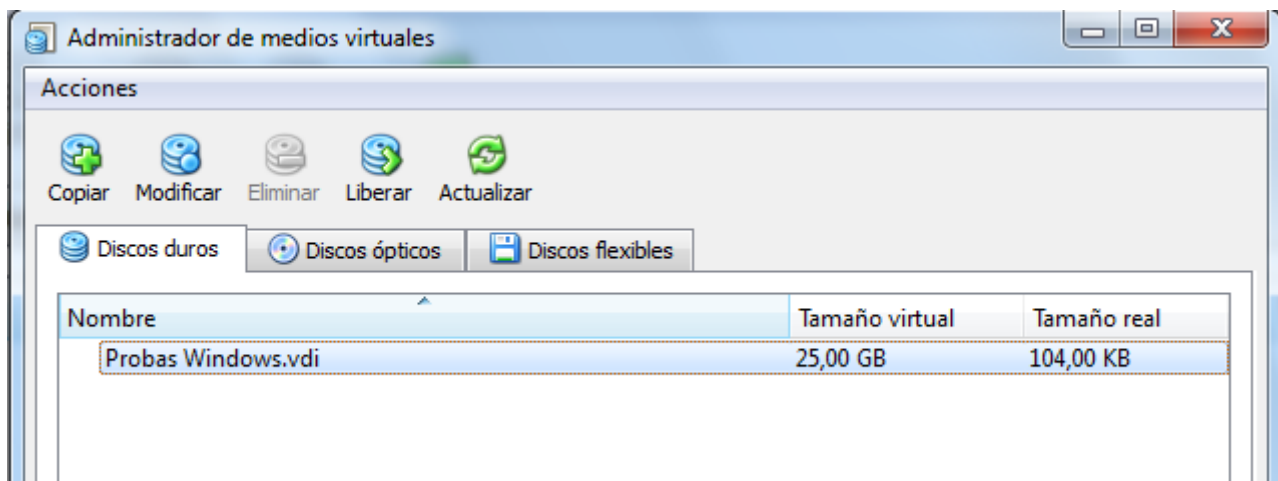 Administrador de medios virtuales
Acciones
Copiar Modificar Eliminar Liberar Actualizar
Discos duros Discos ópticos Discos flexibles
Nombre Tamaño virtual Tamaño real
Probas Windows.vdi 25,00 GB 104,00 KB